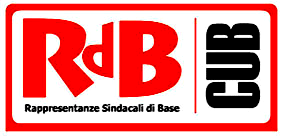 RdB
Rappresentanze Sindacali di Base
CUB